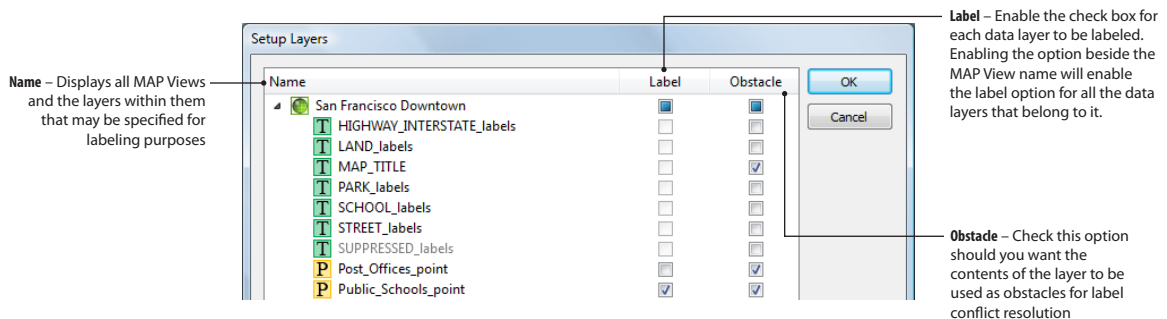 Setup Layers
Name – Displays all MAP Views
and the layers within them
that may be specified for
labeling purposes
Name Label Obstacle
San Francisco Downtown
T HIGHWAY_INTERSTATE_labels
T LAND_labels
T MAP_TITLE
T PARK_labels
T SCHOOL_labels
T STREET_labels
T SUPPRESSED_labels
P Post_Offices_point
P Public_Schools_point
OK
Cancel
Label – Enable the check box for
each data layer to be labeled.
Enabling the option beside the
MAP View name will enable
the label option for all the data
layers that belong to it.
Obstacle – Check this option
should you want the
contents of the layer to be
used as obstacles for label
conflict resolution